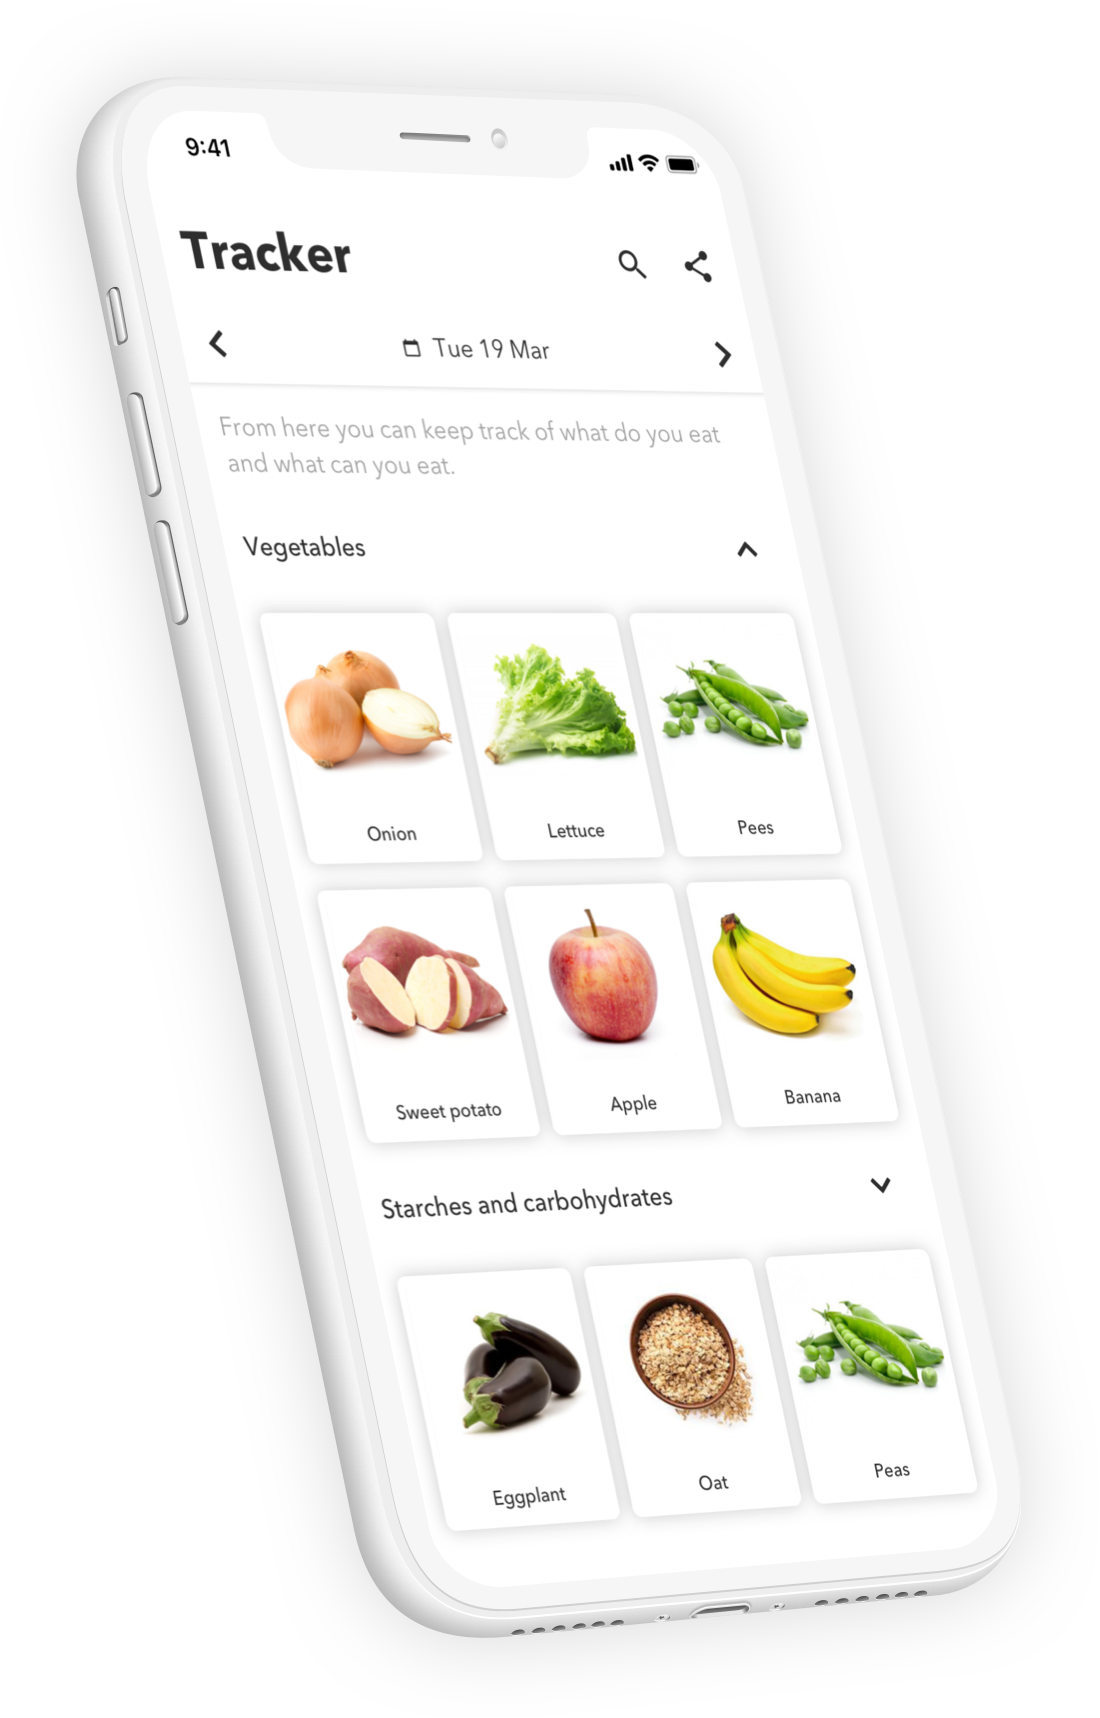 9:41
Tracker
Tue 19 Mar
From here you can keep track of what do you eat
and what can you eat.
Vegetables
Onion
Lettuce
Pees
Sweet potato
Apple
Banana
Starches and carbohydrates
Eggplant
Oat
Peas